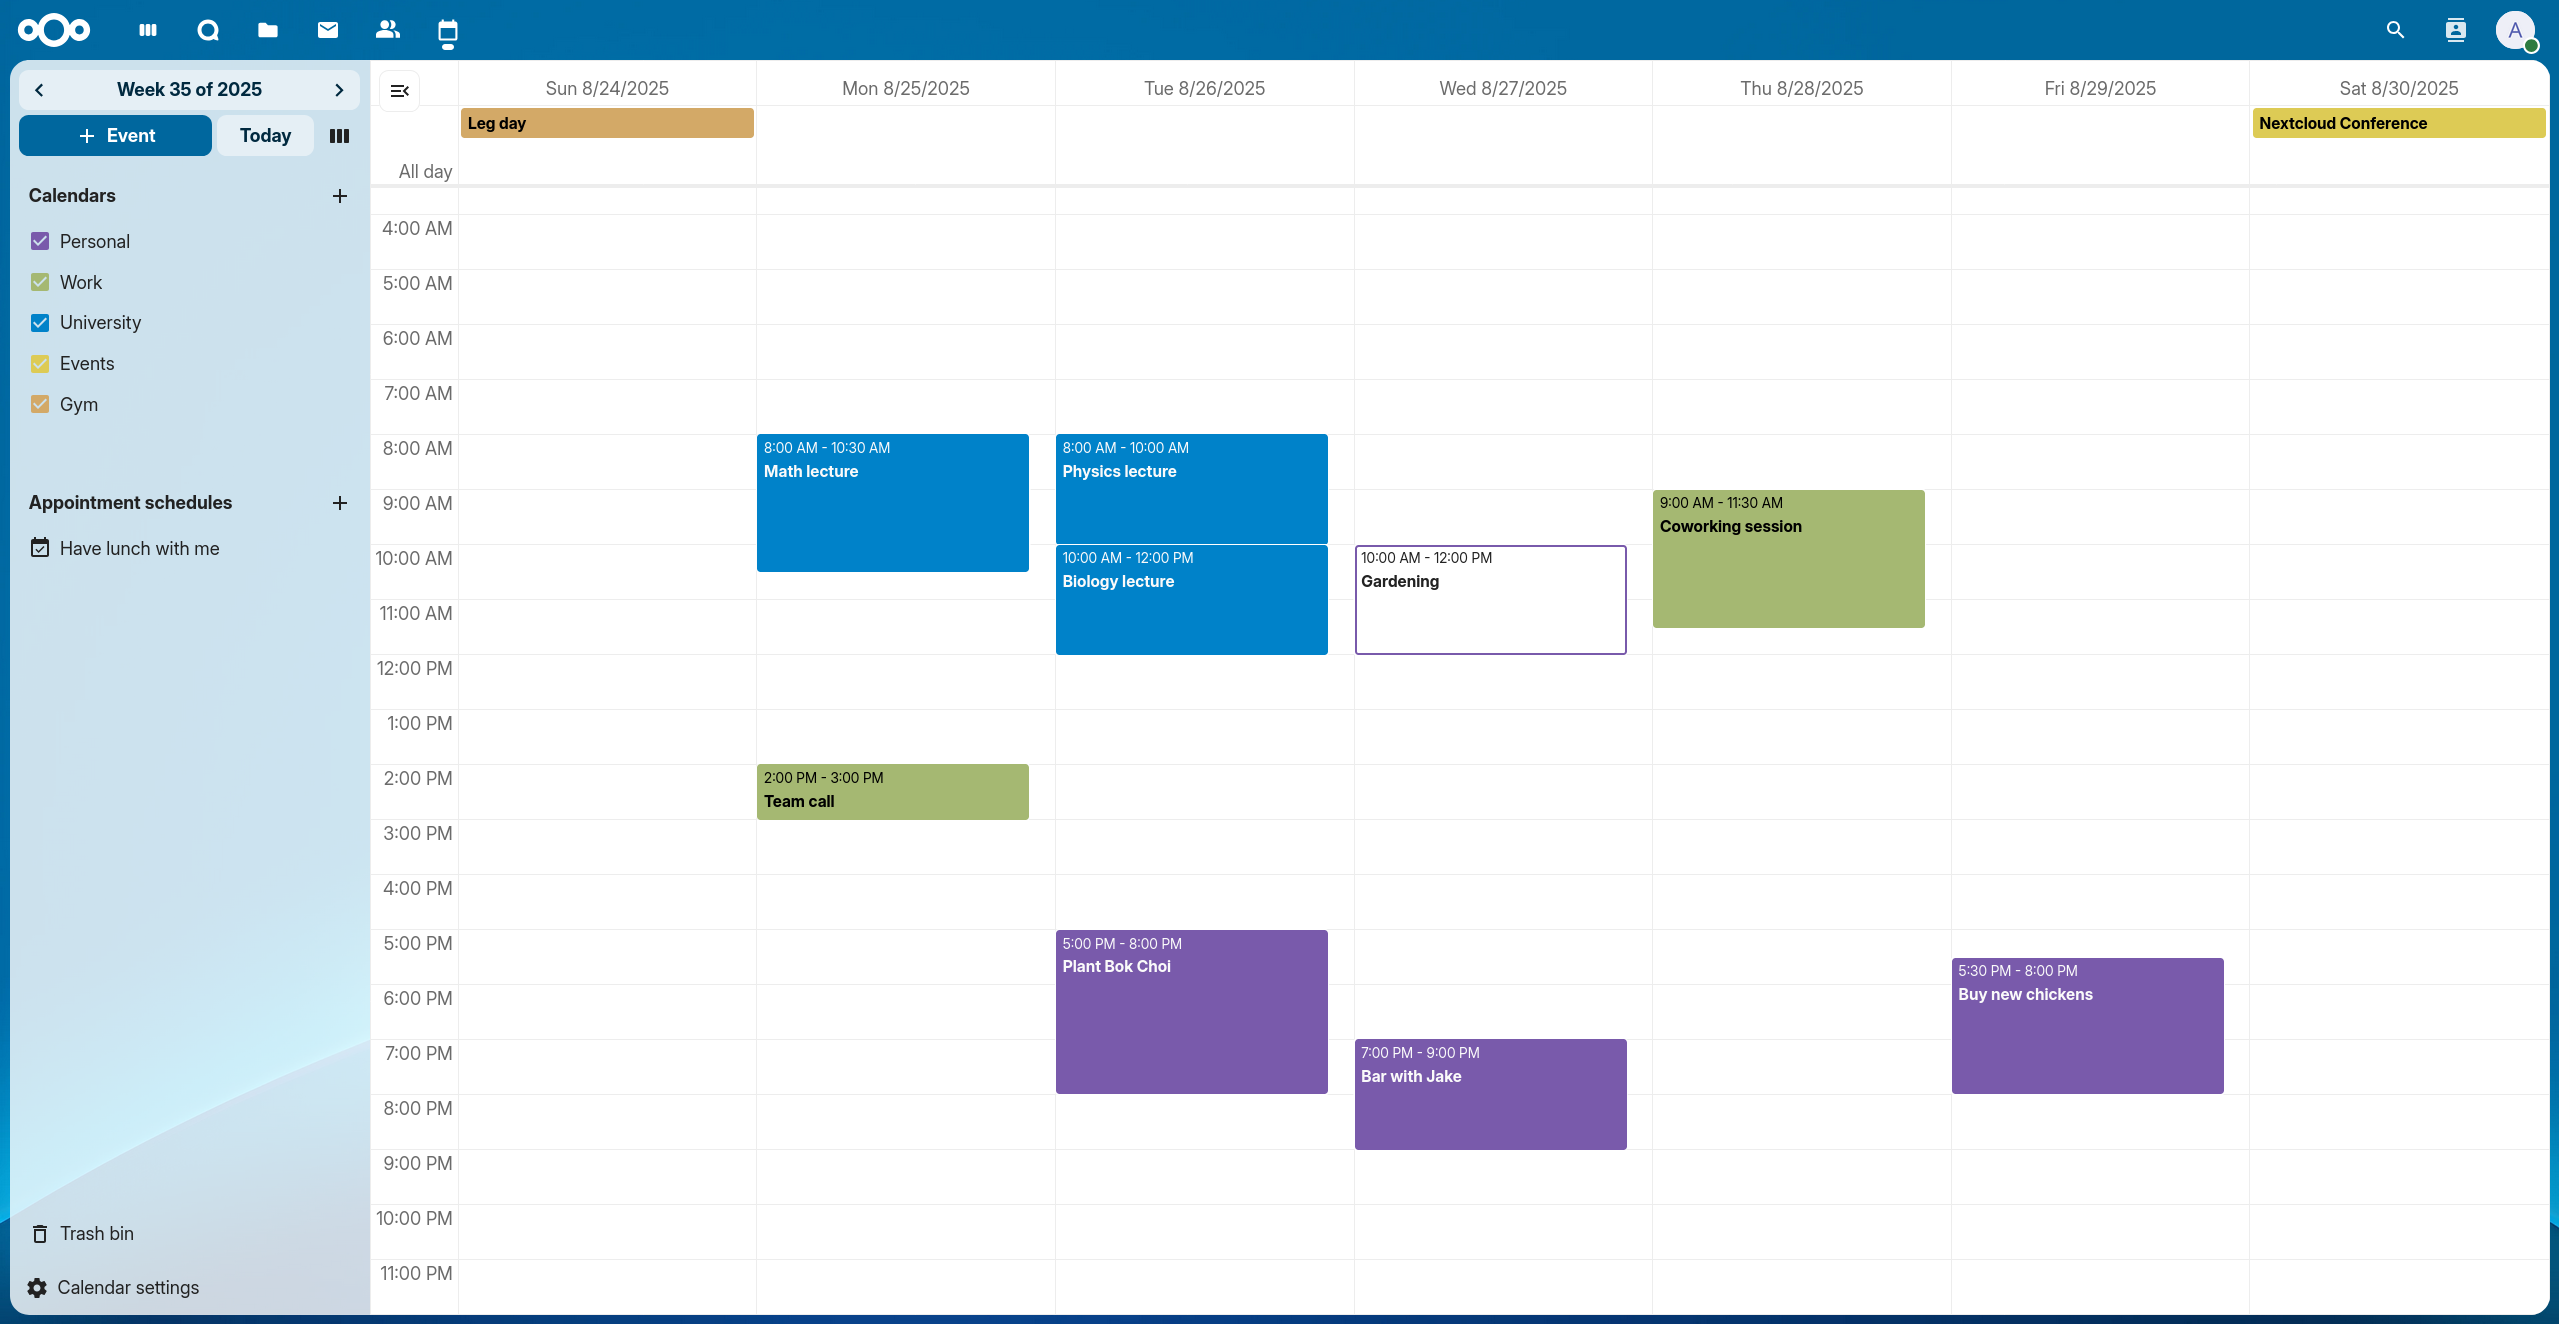 A
Week 35 of 2025
Event
Today
Calendars
Personal
Work
University
Events
Gym
Appointment schedules
Have lunch with me
Trash bin
Calendar settings
Sun 8/24/2025
Mon 8/25/2025
Tue 8/26/2025
Wed 8/27/2025
Thu 8/28/2025
Fri 8/29/2025
Sat 8/30/2025
All day
Leg day
Nextcloud Conference
4:00 AM
5:00 AM
6:00 AM
7:00 AM
8:00 AM
9:00 AM
10:00 AM
11:00 AM
12:00 PM
1:00 PM
2:00 PM
3:00 PM
4:00 PM
5:00 PM
6:00 PM
7:00 PM
8:00 PM
9:00 PM
10:00 PM
11:00 PM
8:00 AM - 10:30 AM
Math lecture
2:00 PM - 3:00 PM
Team call
8:00 AM - 10:00 AM
Physics lecture
10:00 AM - 12:00 PM
Biology lecture
5:00 PM - 8:00 PM
Plant Bok Choi
10:00 AM - 12:00 PM
Gardening
7:00 PM - 9:00 PM
Bar with Jake
9:00 AM - 11:30 AM
Coworking session
5:30 PM - 8:00 PM
Buy new chickens